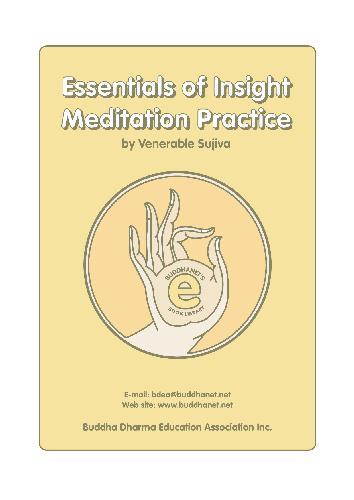 Essentials of Insight
Meditation Practice
by Venerable Sujiva
BUDDHANET'S
e
BOOK LIBRARY
E-mail: bdea@buddhanet.net
Web site: www.buddhanet.net
Buddha Dharma Education Association Inc.